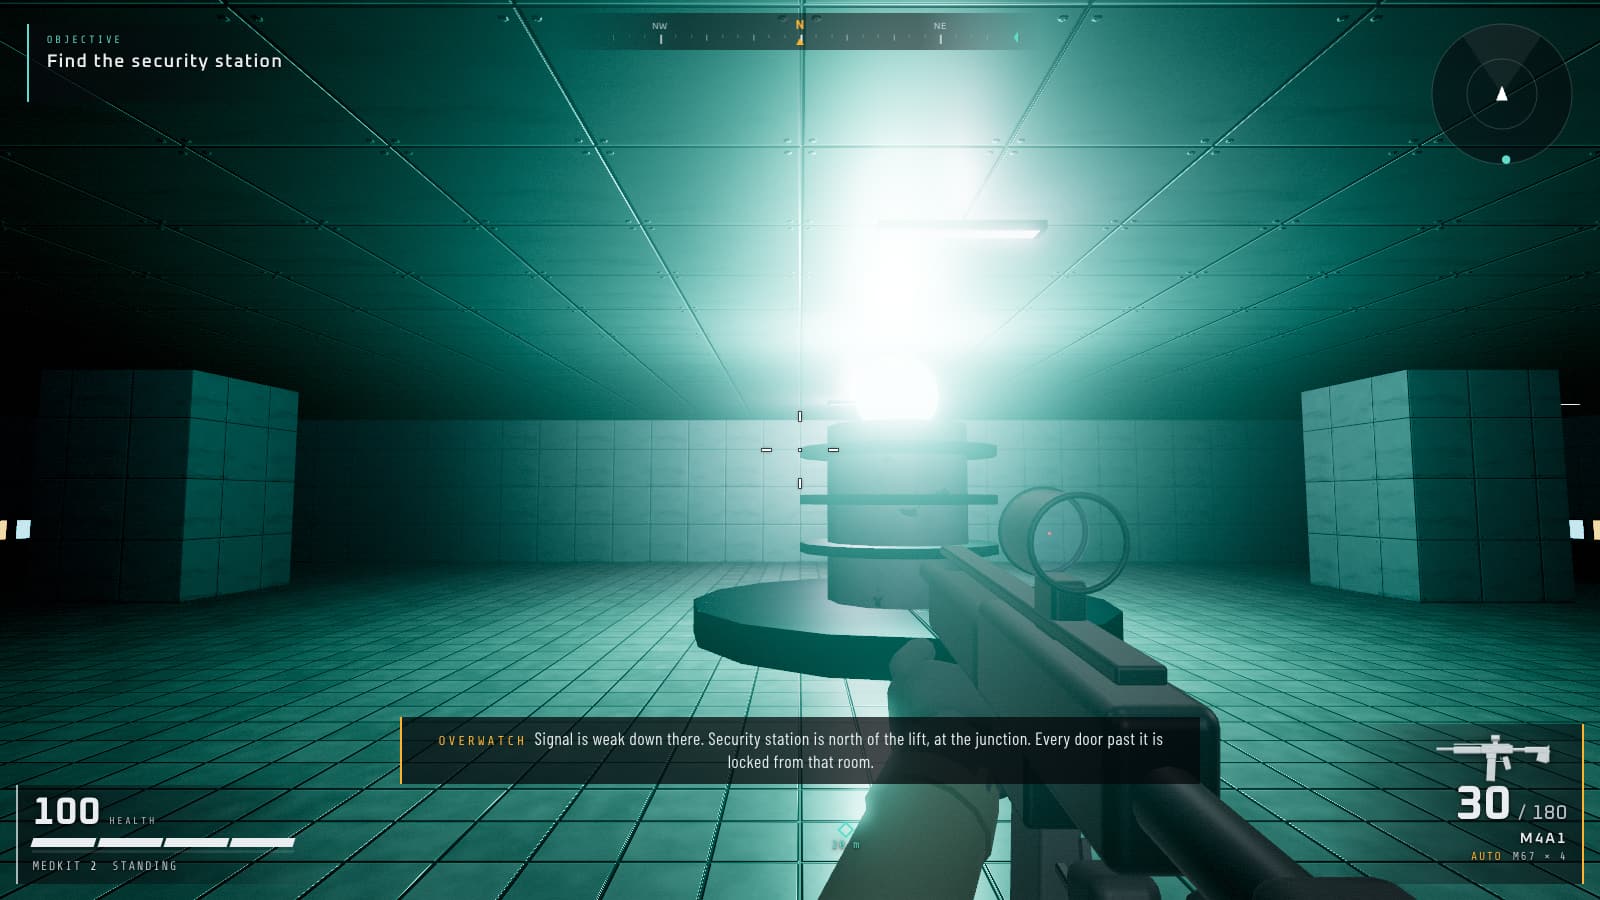 NW N NE
OBJECTIVE
Find the security station
OVERWATCH Signal is weak down there. Security station is north of the lift, at the junction. Every door past it is
locked from that room.
100 HEALTH
MEDKIT 2 STANDING
30 / 180
M4A1
AUTO M67 × 4